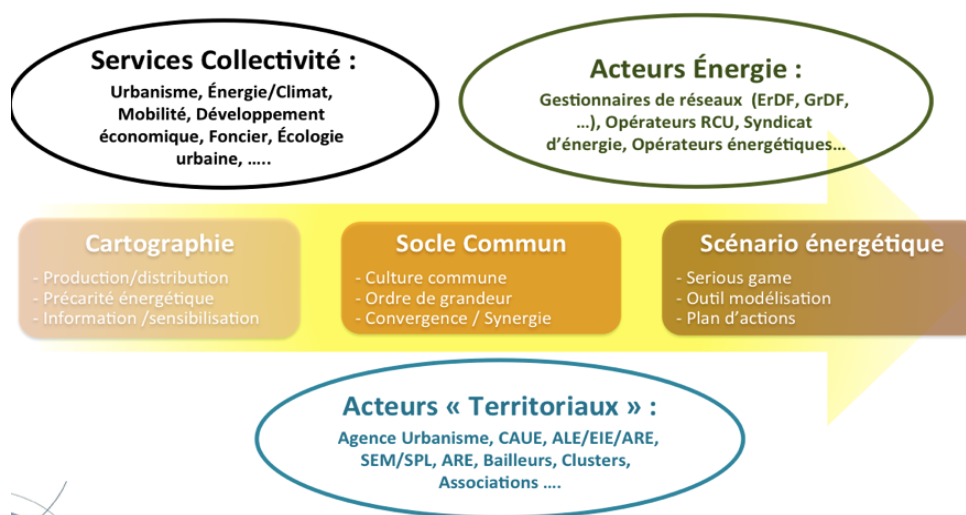 Services Collectivité :
Urbanisme, Énergie/Climat,
Mobilité, Développement
économique, Foncier, Écologie
urbaine, .....
Acteurs Énergie :
Gestionnaires de réseaux (ErDF, GrDF,
...), Opérateurs RCU, Syndicat
d'énergie, Opérateurs énergétiques...
Cartographie
- Production/distribution
- Précarité énergétique
- Information /sensibilisation
Socle Commun
- Culture commune
- Ordre de grandeur
- Convergence / Synergie
Scénario énergétique
- Serious game
- Outil modélisation
- Plan d'actions
Acteurs « Territoriaux » :
Agence Urbanisme, CAUE, ALE/EIE/ARE,
SEM/SPL, ARE, Bailleurs, Clusters,
Associations ....